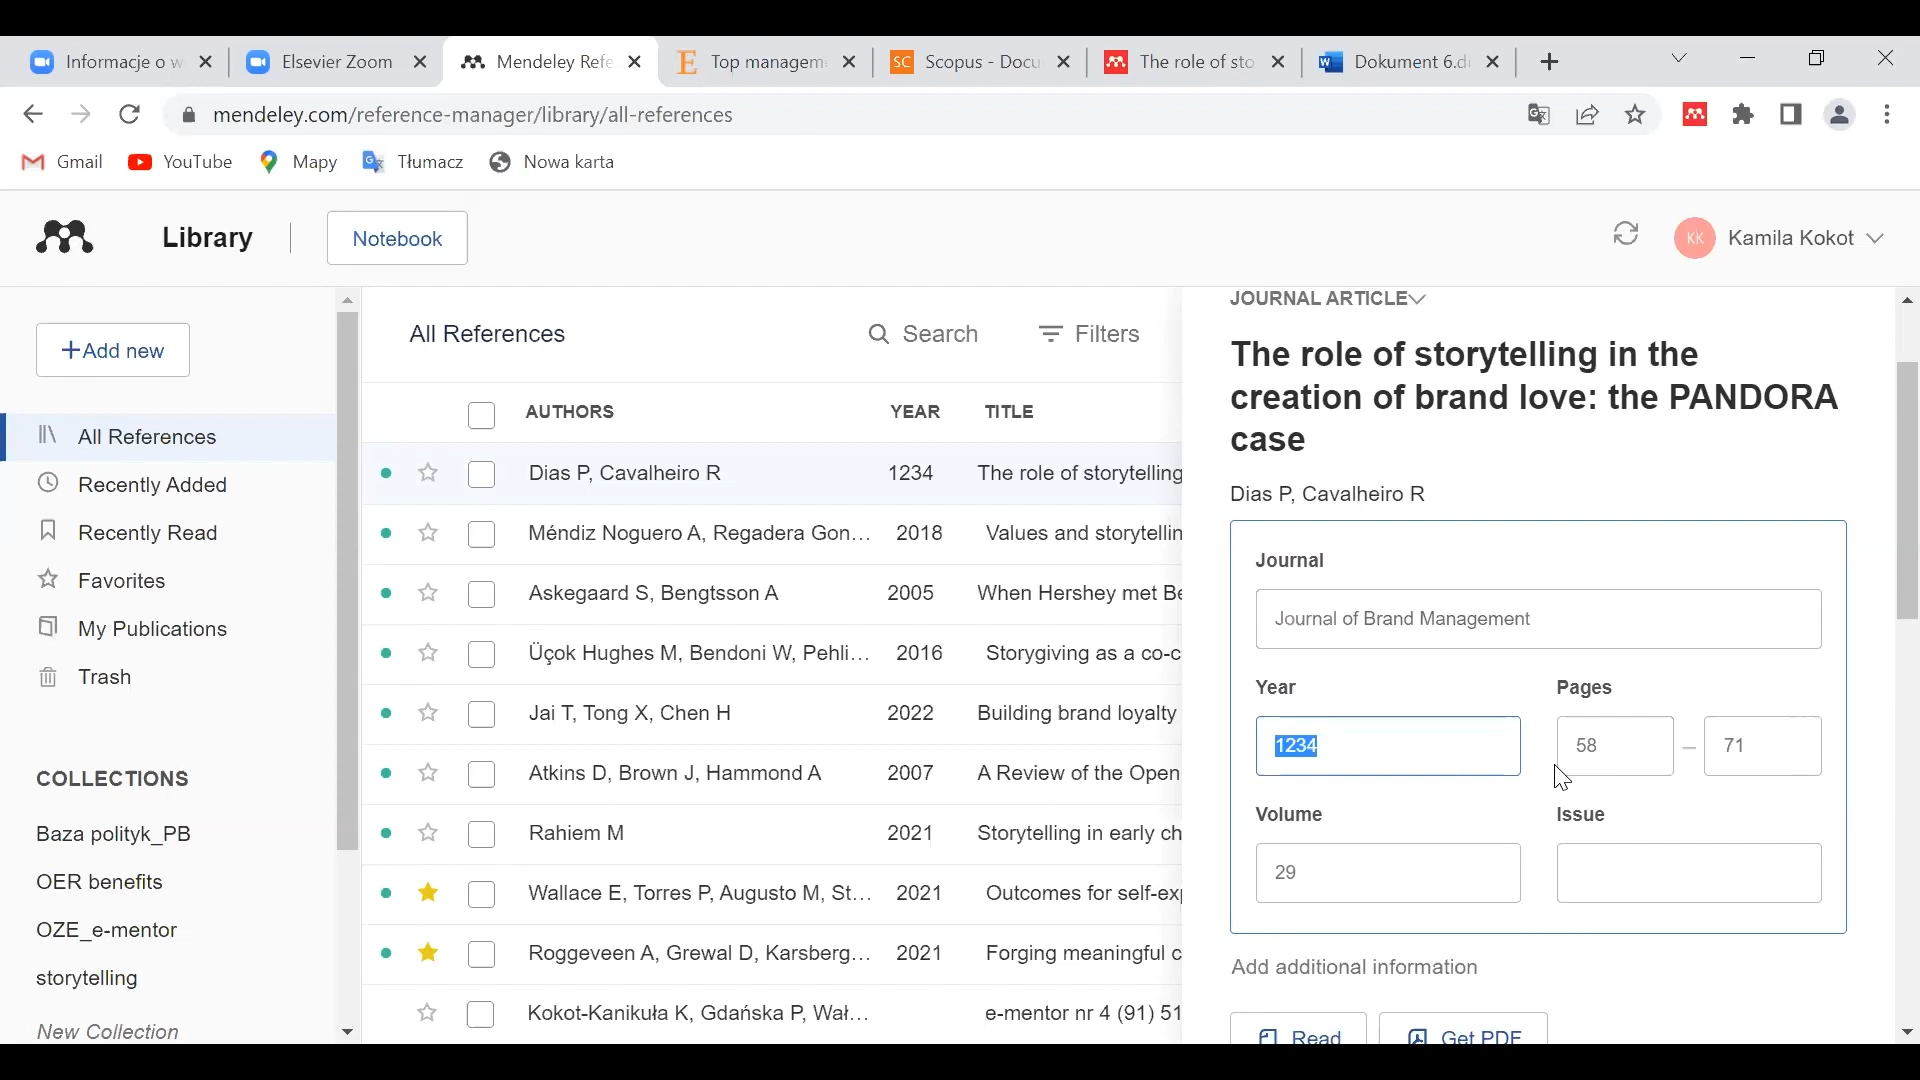 Informacje o w
Elsevier Zoom
Mendeley Refe
E
Top managem
SC
Scopus - Docu
The role of sto
Dokument 6.d
mendeley.com/reference-manager/library/all-references
Gmail
YouTube
Mapy
Tłumacz
Nowa karta
Library
Notebook
KK
Kamila Kokot
+Add new
All References
Recently Added
Recently Read
Favorites
My Publications
Trash
COLLECTIONS
Baza polityk_PB
OER benefits
OZE_e-mentor
storytelling
New Collection
All References
Search
Filters
AUTHORS YEAR TITLE
Dias P, Cavalheiro R 1234 The role of storytelling
Méndiz Noguero A, Regadera Gon... 2018 Values and storytellin
Askegaard S, Bengtsson A 2005 When Hershey met Be
Üçok Hughes M, Bendoni W, Pehli... 2016 Storygiving as a co-c
Jai T, Tong X, Chen H 2022 Building brand loyalty
Atkins D, Brown J, Hammond A 2007 A Review of the Open
Rahiem M 2021 Storytelling in early ch
Wallace E, Torres P, Augusto M, St... 2021 Outcomes for self-exp
Roggeveen A, Grewal D, Karsberg... 2021 Forging meaningful c
Kokot-Kanikuła K, Gdańska P, Wał... e-mentor nr 4 (91) 51
JOURNAL ARTICLE
The role of storytelling in the
creation of brand love: the PANDORA
case
Dias P, Cavalheiro R
Journal
Journal of Brand Management
Year Pages
1234 58 – 71
Volume Issue
29
Add additional information
Read
Get PDF